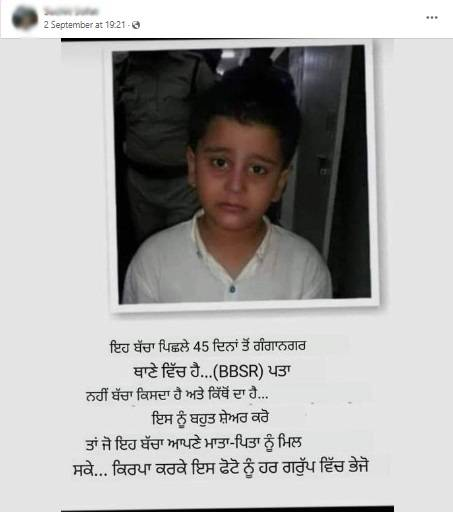 2 September at 19:21
ਇਹ ਬੱਚਾ ਪਿਛਲੇ 45 ਦਿਨਾਂ ਤੋਂ ਗੰਗਾਨਗਰ
ਥਾਣੇ ਵਿੱਚ ਹੈ...(BBSR) ਪਤਾ
ਨਹੀਂ ਬੱਚਾ ਕਿਸਦਾ ਹੈ ਅਤੇ ਕਿੱਥੋਂ ਦਾ ਹੈ...
ਇਸ ਨੂੰ ਬਹੁਤ ਸ਼ੇਅਰ ਕਰੋ
ਤਾਂ ਜੋ ਇਹ ਬੱਚਾ ਆਪਣੇ ਮਾਤਾ-ਪਿਤਾ ਨੂੰ ਮਿਲ
ਸਕੇ... ਕਿਰਪਾ ਕਰਕੇ ਇਸ ਫੋਟੋ ਨੂੰ ਹਰ ਗਰੁੱਪ ਵਿੱਚ ਭੇਜੋ